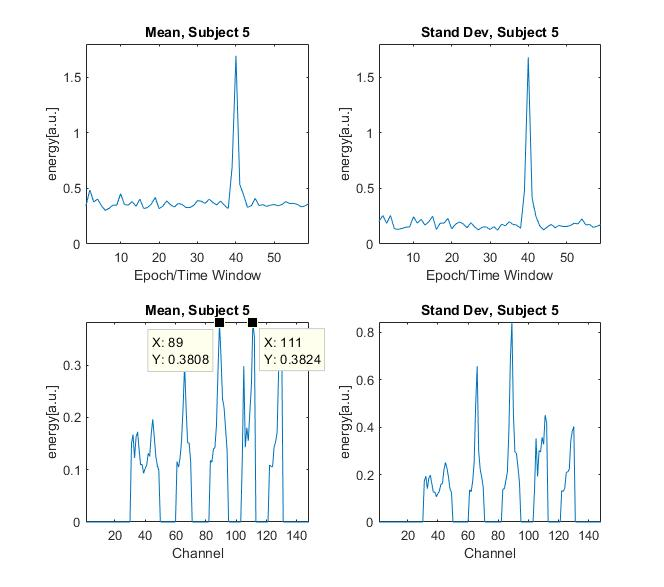 Mean, Subject 5
energy[a.u.]
1.5
1
0.5
0
10 20 30 40 50
Epoch/Time Window
Stand Dev, Subject 5
energy[a.u.]
1.5
1
0.5
0
10 20 30 40 50
Epoch/Time Window
Mean, Subject 5
energy[a.u.]
0.3
0.2
0.1
0
X: 89
Y: 0.3808
X: 111
Y: 0.3824
20 40 60 80 100 120 140
Channel
Stand Dev, Subject 5
energy[a.u.]
0.8
0.6
0.4
0.2
0
20 40 60 80 100 120 140
Channel